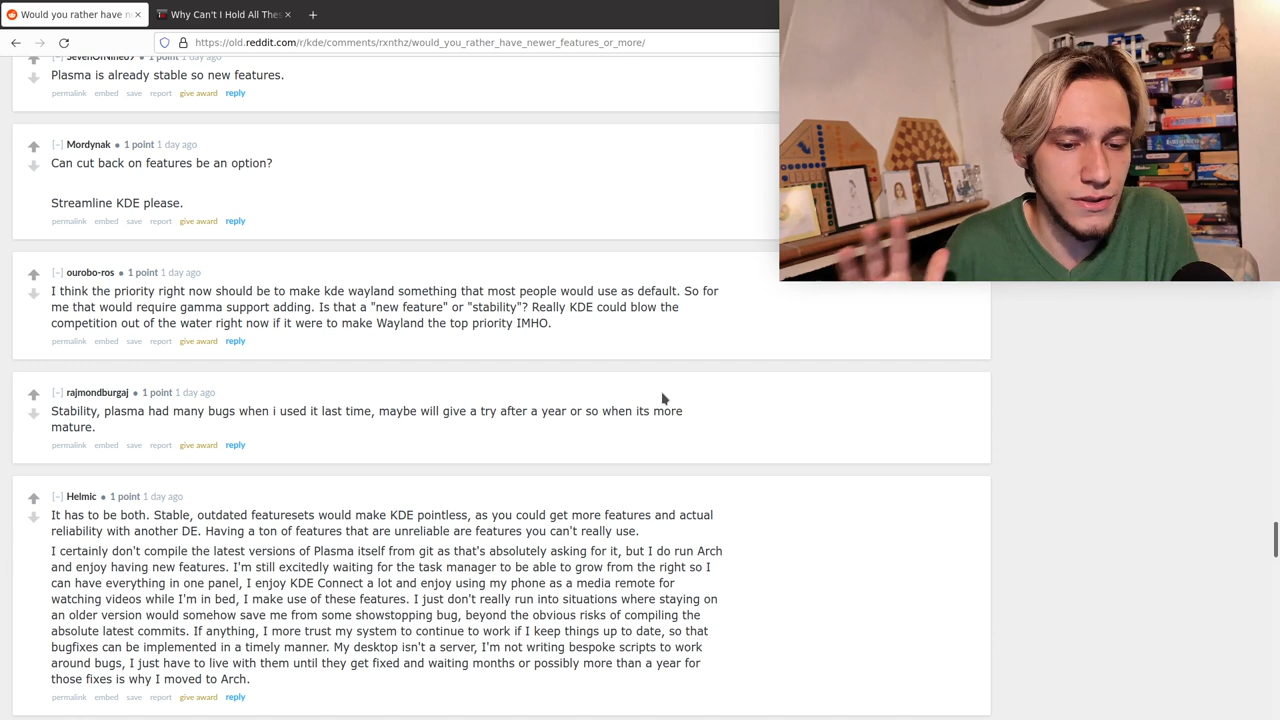 Would you rather have n
Why Can't I Hold All Thes
https://old.reddit.com/r/kde/comments/rxnthz/would_you_rather_have_newer_features_or_more/
SevenOfNine69 • 1 point 1 day ago
Plasma is already stable so new features.
permalink embed save report give award reply
[–] Mordynak • 1 point 1 day ago
Can cut back on features be an option?
Streamline KDE please.
permalink embed save report give award reply
[–] ourobo-ros • 1 point 1 day ago
I think the priority right now should be to make kde wayland something that most people would use as default. So for
me that would require gamma support adding. Is that a "new feature" or "stability"? Really KDE could blow the
competition out of the water right now if it were to make Wayland the top priority IMHO.
permalink embed save report give award reply
[–] rajmondburgaj • 1 point 1 day ago
Stability, plasma had many bugs when i used it last time, maybe will give a try after a year or so when its more
mature.
permalink embed save report give award reply
[–] Helmic • 1 point 1 day ago
It has to be both. Stable, outdated featuresets would make KDE pointless, as you could get more features and actual
reliability with another DE. Having a ton of features that are unreliable are features you can't really use.
I certainly don't compile the latest versions of Plasma itself from git as that's absolutely asking for it, but I do run Arch
and enjoy having new features. I'm still excitedly waiting for the task manager to be able to grow from the right so I
can have everything in one panel, I enjoy KDE Connect a lot and enjoy using my phone as a media remote for
watching videos while I'm in bed, I make use of these features. I just don't really run into situations where staying on
an older version would somehow save me from some showstopping bug, beyond the obvious risks of compiling the
absolute latest commits. If anything, I more trust my system to continue to work if I keep things up to date, so that
bugfixes can be implemented in a timely manner. My desktop isn't a server, I'm not writing bespoke scripts to work
around bugs, I just have to live with them until they get fixed and waiting months or possibly more than a year for
those fixes is why I moved to Arch.
permalink embed save report give award reply